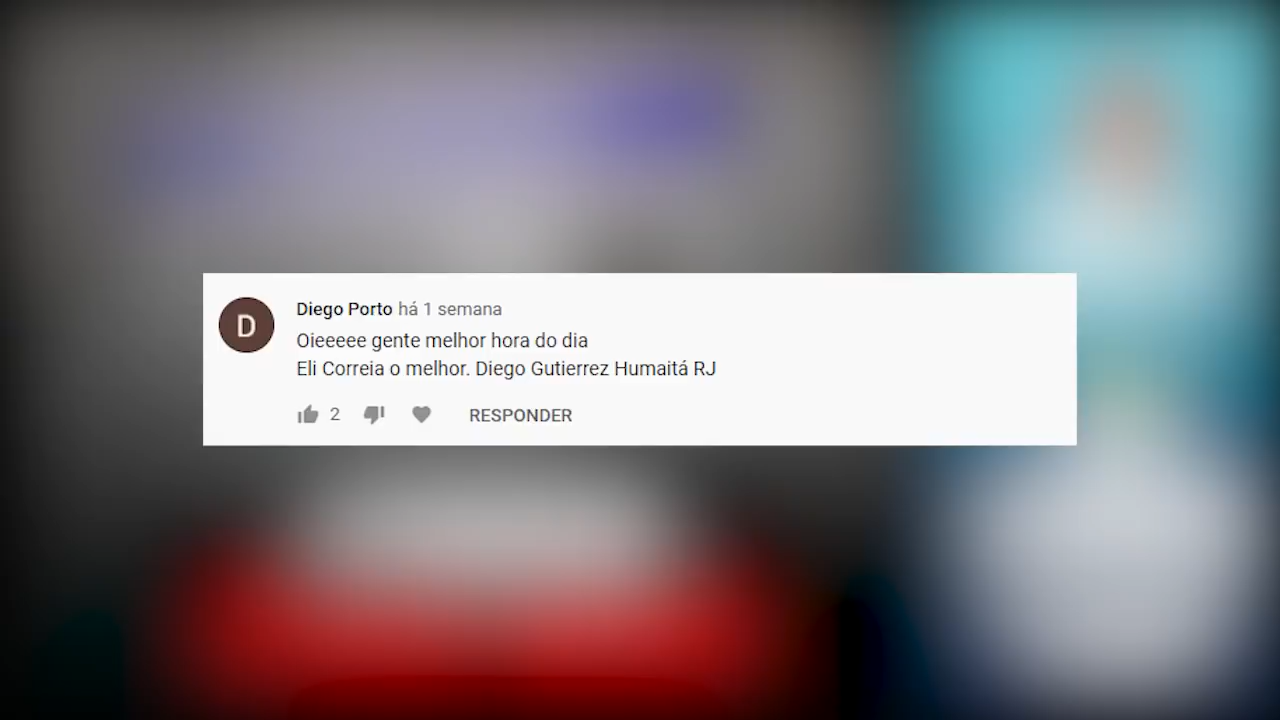 D
Diego Porto há 1 semana
Oieeeee gente melhor hora do dia
Eli Correia o melhor. Diego Gutierrez Humaitá RJ
2 RESPONDER